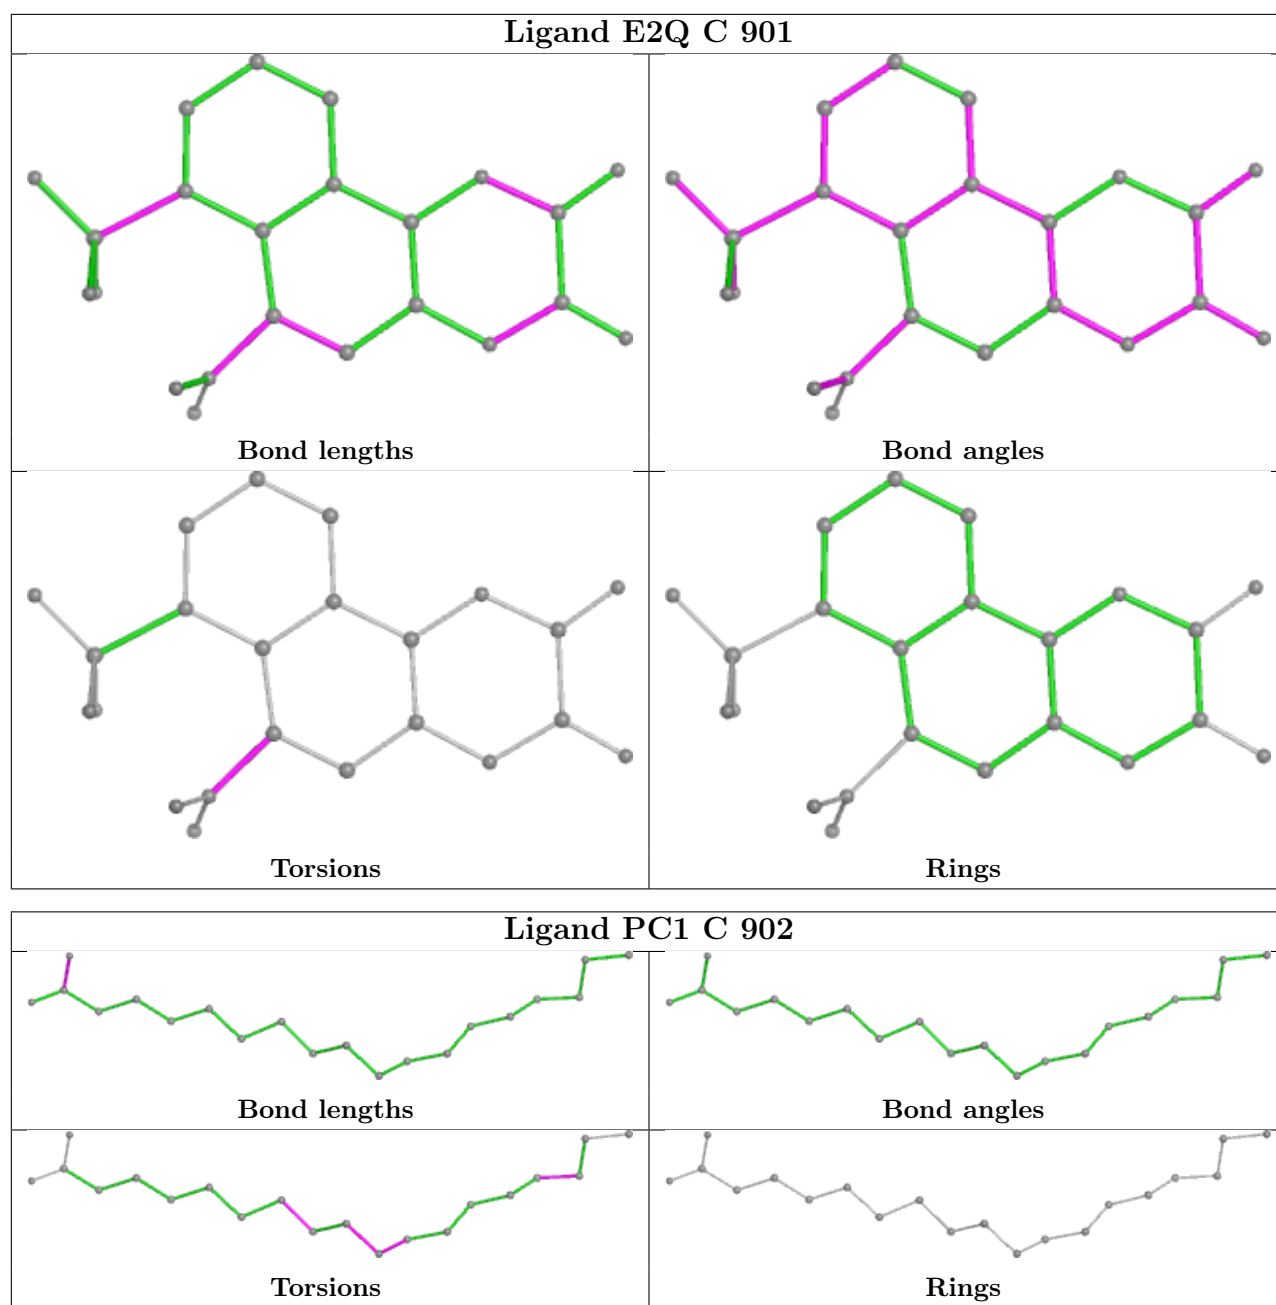 Ligand E2Q C 901
Bond lengths
Bond angles
Torsions
Rings
Ligand PC1 C 902
Bond lengths
Bond angles
Torsions
Rings